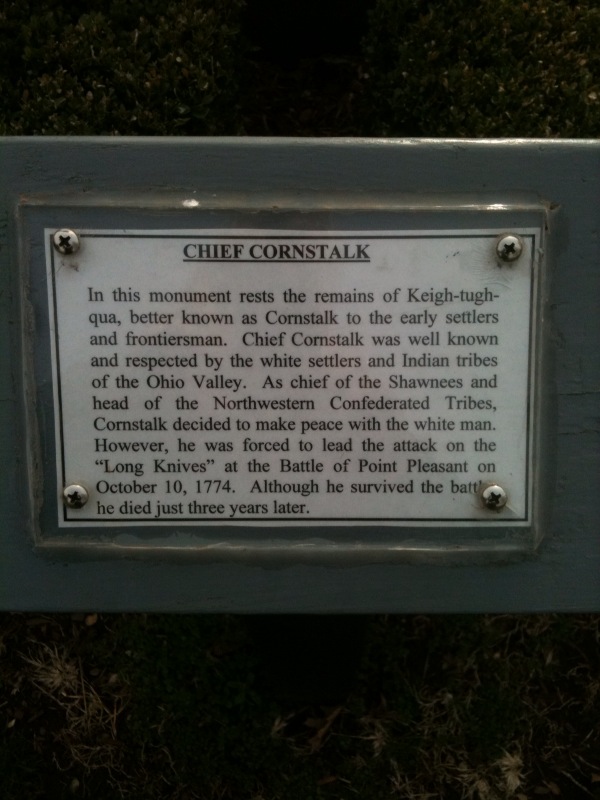 CHIEF CORNSTALK
In this monument rests the remains of Keigh-tugh-
qua, better known as Cornstalk to the early settlers
and frontiersman. Chief Cornstalk was well known
and respected by the white settlers and Indian tribes
of the Ohio Valley. As chief of the Shawnees and
head of the Northwestern Confederated Tribes,
Cornstalk decided to make peace with the white man.
However, he was forced to lead the attack on the
“Long Knives” at the Battle of Point Pleasant on
October 10, 1774. Although he survived the
he died just three years later.